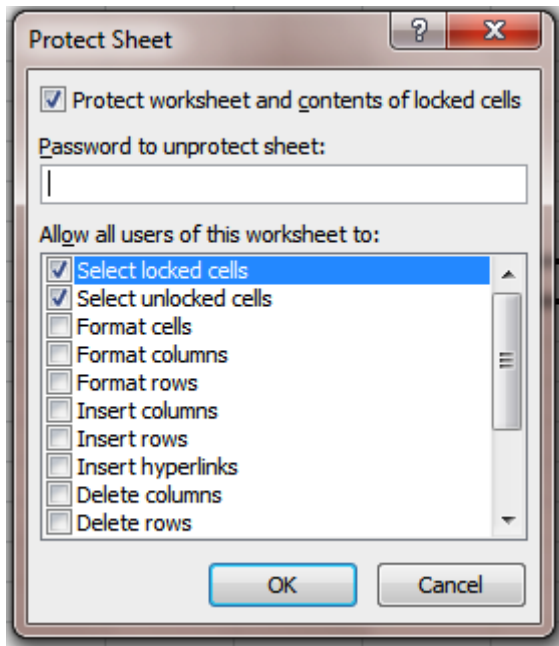 Protect Sheet
Protect worksheet and contents of locked cells
Password to unprotect sheet:
Allow all users of this worksheet to:
Select locked cells
Select unlocked cells
Format cells
Format columns
Format rows
Insert columns
Insert rows
Insert hyperlinks
Delete columns
Delete rows
OK Cancel